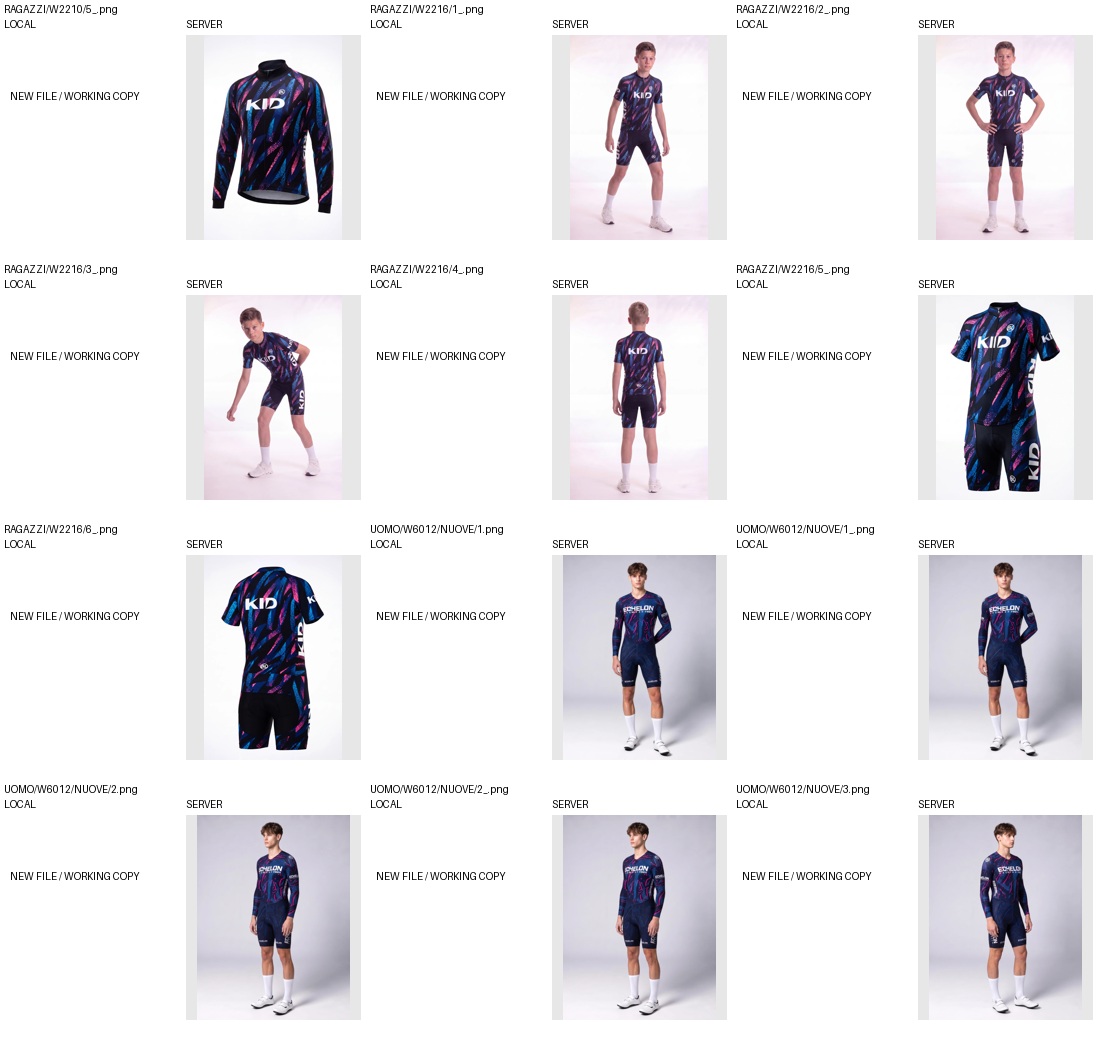 RAGAZZI/W2210/5_.png
LOCAL
SERVER
NEW FILE / WORKING COPY
KID
RAGAZZI/W2216/1_.png
LOCAL
SERVER
NEW FILE / WORKING COPY
KID
RAGAZZI/W2216/2_.png
LOCAL
SERVER
NEW FILE / WORKING COPY
KID
RAGAZZI/W2216/3_.png
LOCAL
SERVER
NEW FILE / WORKING COPY
KID
KID
RAGAZZI/W2216/4_.png
LOCAL
SERVER
NEW FILE / WORKING COPY
KID
RAGAZZI/W2216/5_.png
LOCAL
SERVER
NEW FILE / WORKING COPY
KID
KID
RAGAZZI/W2216/6_.png
LOCAL
SERVER
NEW FILE / WORKING COPY
KID
KID
UOMO/W6012/NUOVE/1.png
LOCAL
SERVER
NEW FILE / WORKING COPY
ECHELON
UOMO/W6012/NUOVE/1_.png
LOCAL
SERVER
NEW FILE / WORKING COPY
ECHELON
UOMO/W6012/NUOVE/2.png
LOCAL
SERVER
NEW FILE / WORKING COPY
ECHELON
UOMO/W6012/NUOVE/2_.png
LOCAL
SERVER
NEW FILE / WORKING COPY
ECHELON
UOMO/W6012/NUOVE/3.png
LOCAL
SERVER
NEW FILE / WORKING COPY
ECHELON